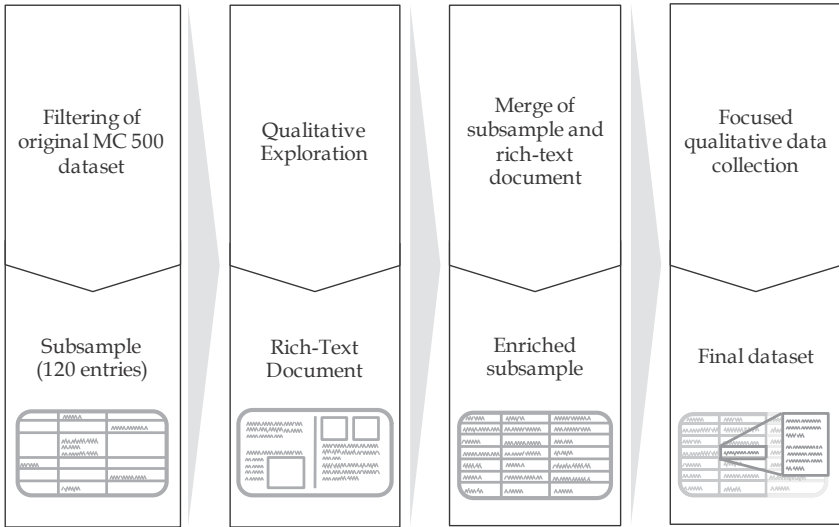 Filtering of
original MC 500
dataset
Subsample
(120 entries)
Qualitative
Exploration
Rich-Text
Document
Merge of
subsample and
rich-text
document
Enriched
subsample
Focused
qualitative data
collection
Final dataset